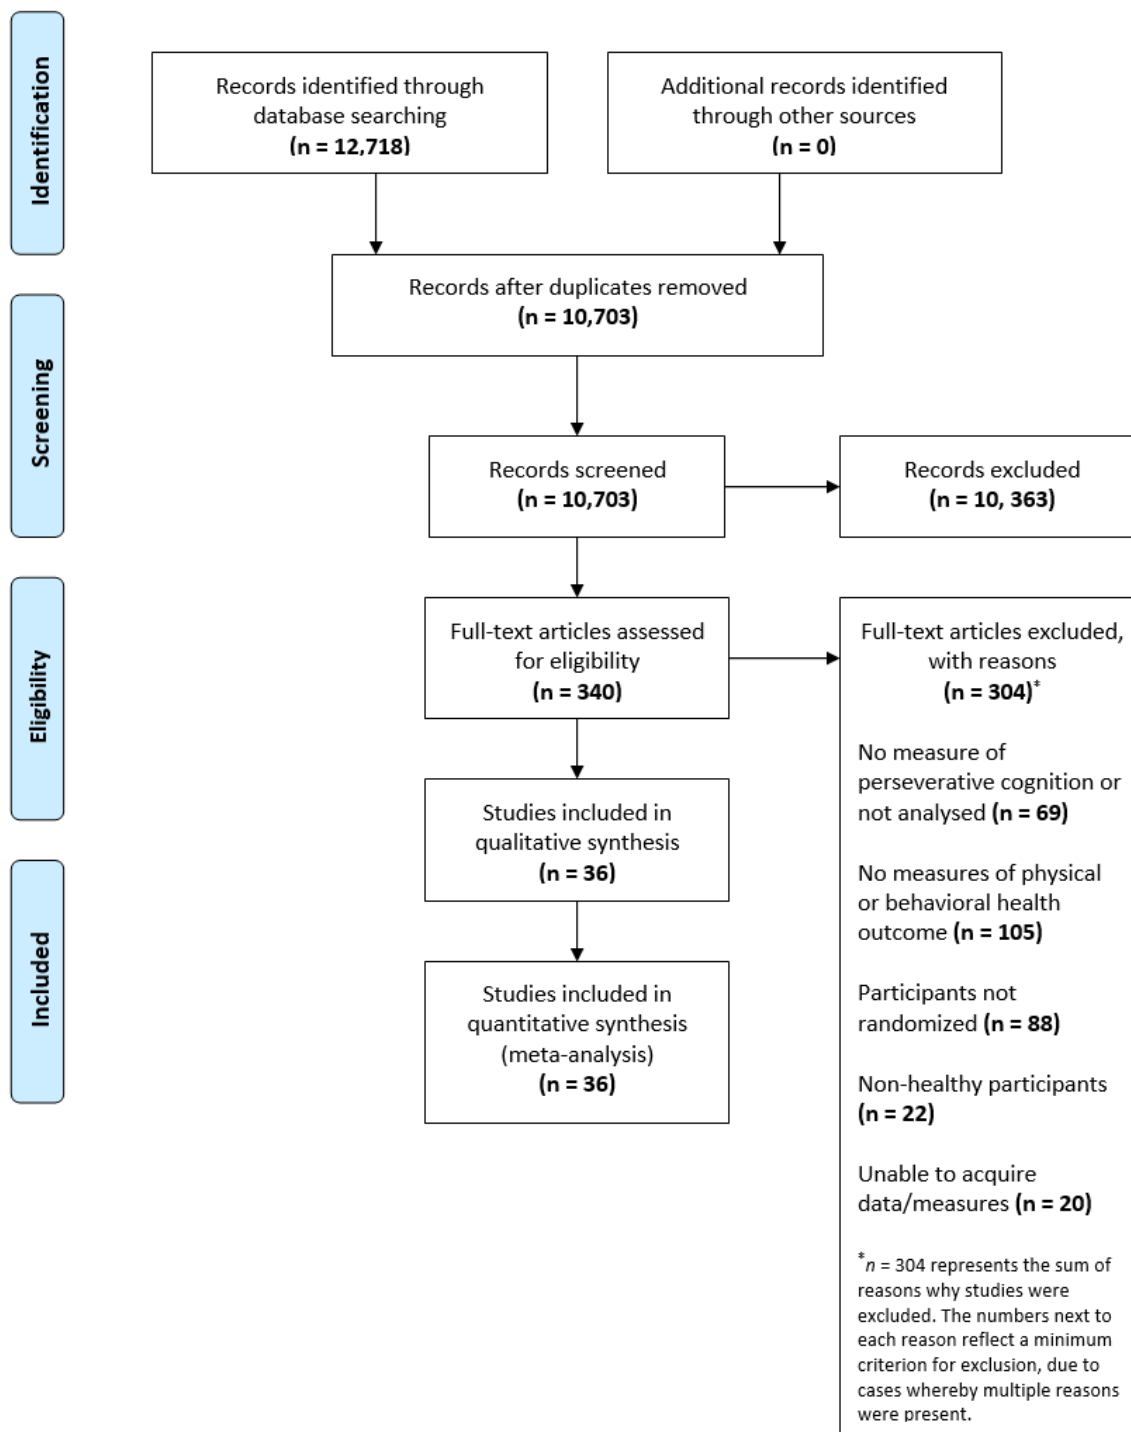 Identification
Records identified through
database searching
(n = 12,718)
Additional records identified
through other sources
(n = 0)
Records after duplicates removed
(n = 10,703)
Screening
Records screened
(n = 10,703)
Records excluded
(n = 10, 363)
Eligibility
Full-text articles assessed
for eligibility
(n = 340)
Full-text articles excluded,
with reasons
(n = 304)*
No measure of
perseverative cognition or
not analysed (n = 69)
No measures of physical
or behavioral health
outcome (n = 105)
Participants not
randomized (n = 88)
Non-healthy participants
(n = 22)
Unable to acquire
data/measures (n = 20)
*n = 304 represents the sum of
reasons why studies were
excluded. The numbers next to
each reason reflect a minimum
criterion for exclusion, due to
cases whereby multiple reasons
were present.
Studies included in
qualitative synthesis
(n = 36)
Included
Studies included in
quantitative synthesis
(meta-analysis)
(n = 36)